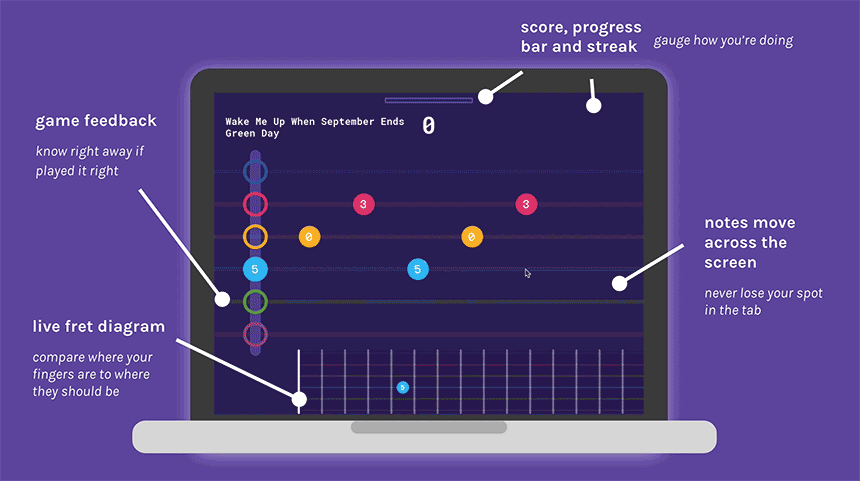 score, progress
bar and streak
gauge how you're doing
game feedback
know right away if
played it right
Wake Me Up When September Ends
Green Day
0
3
3
0
0
5
5
notes move
across the
screen
never lose your spot
in the tab
live fret diagram
compare where your
fingers are to where
they should be
5